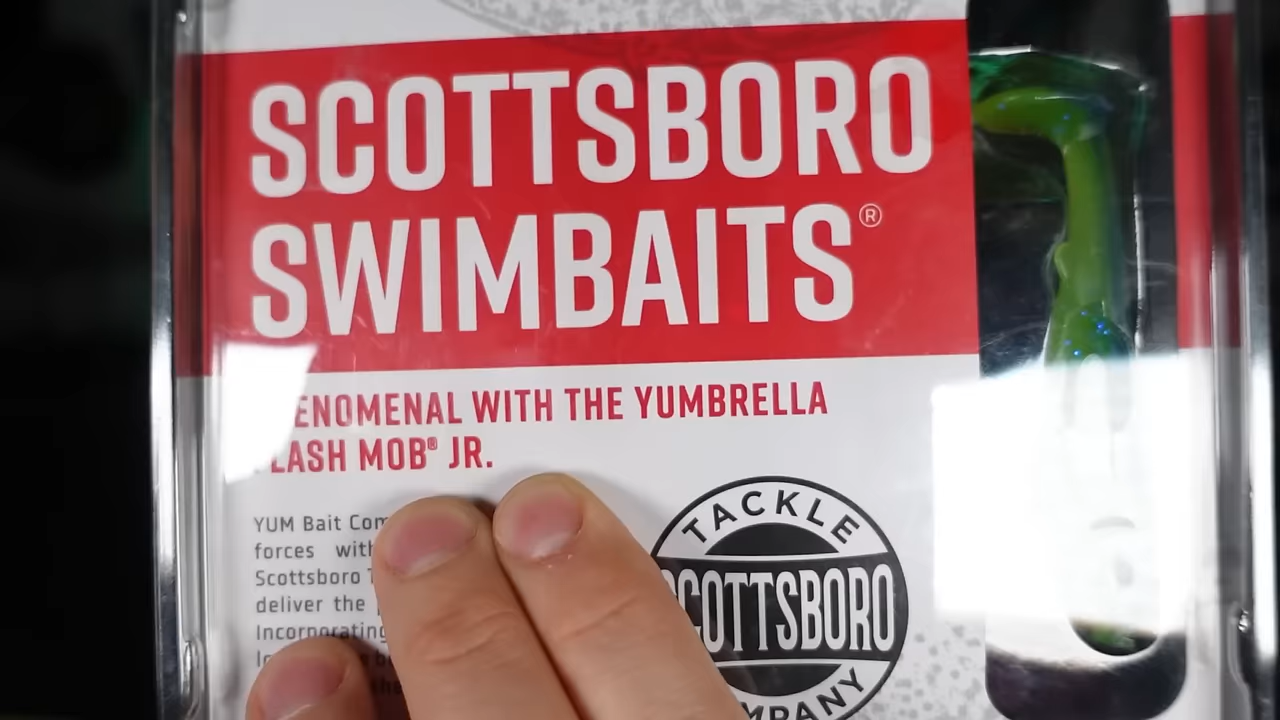 SCOTTSBORO
SWIMBAITS®
ENOMENAL WITH THE YUMBRELLA
LASH MOB® JR.
YUM Bait Com
forces with
Scottsboro T
deliver the
Incorporating
TACKLE
SCOTTSBORO
MPANY